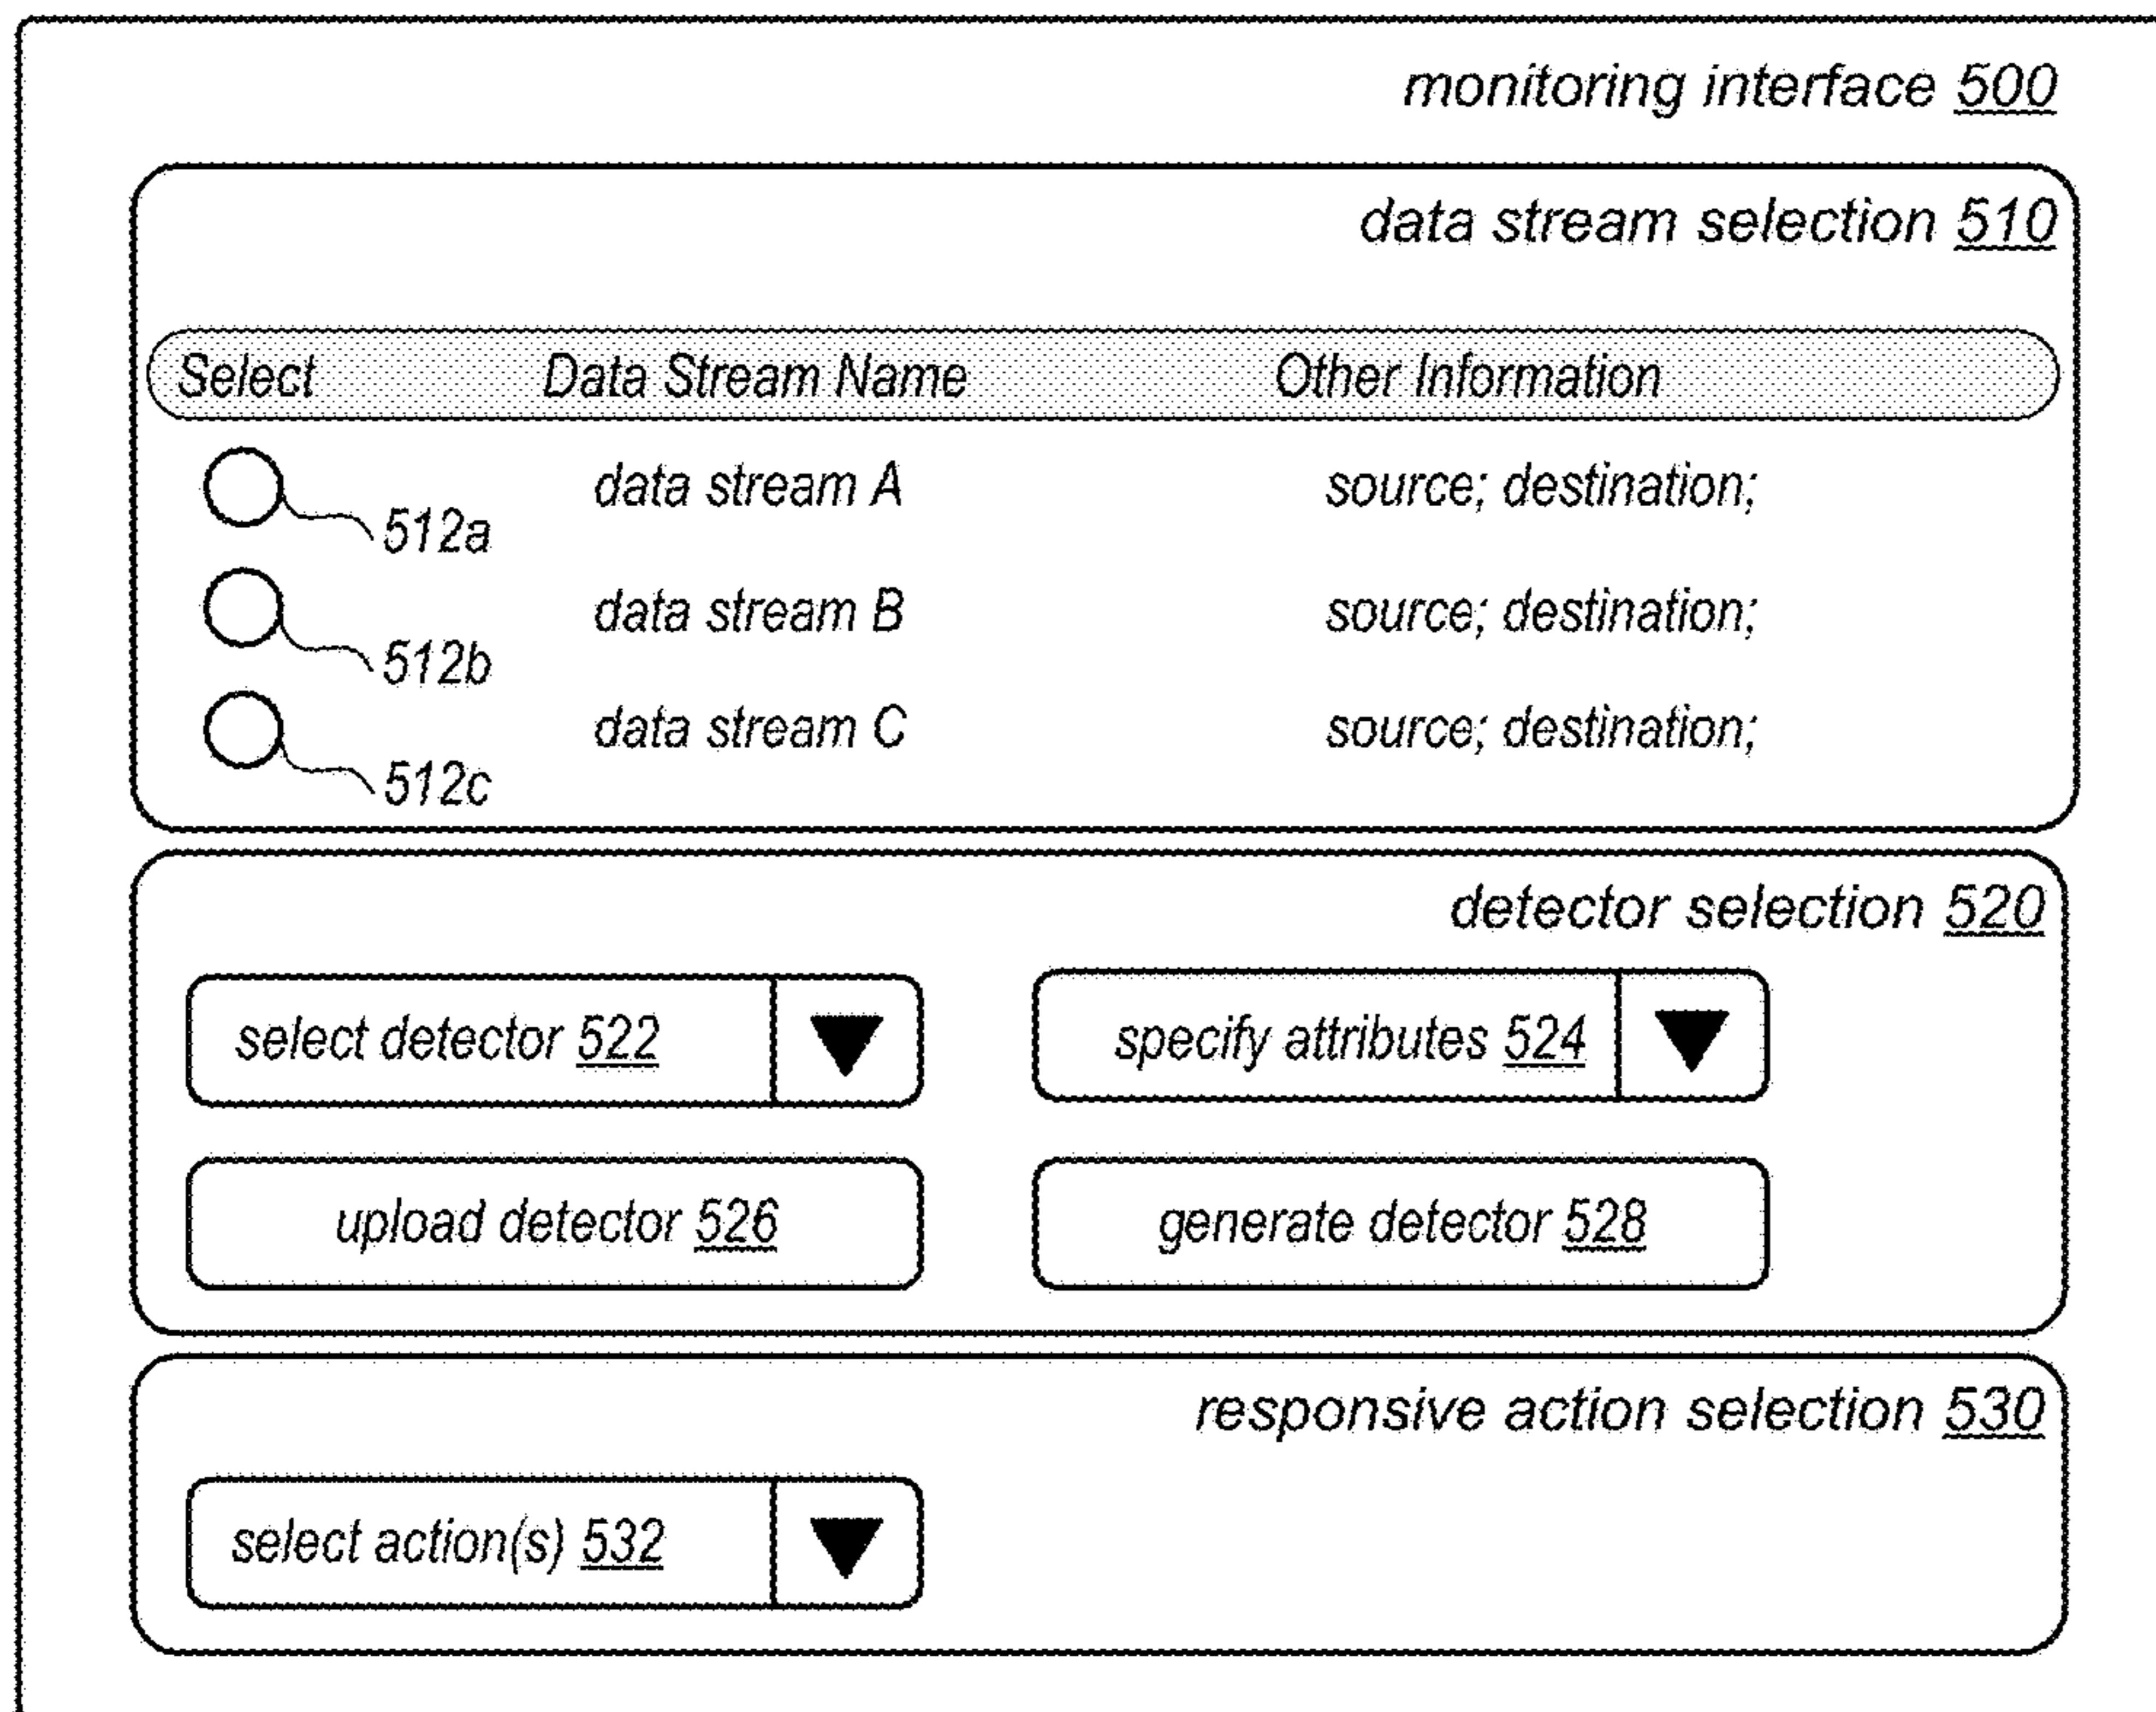 monitoring interface 500
data stream selection 510
Select Data Stream Name Other Information
data stream A source; destination;
512a
data stream B source; destination;
512b
data stream C source; destination;
512c
detector selection 520
select detector 522 specify attributes 524
upload detector 526 generate detector 528
responsive action selection 530
select action(s) 532